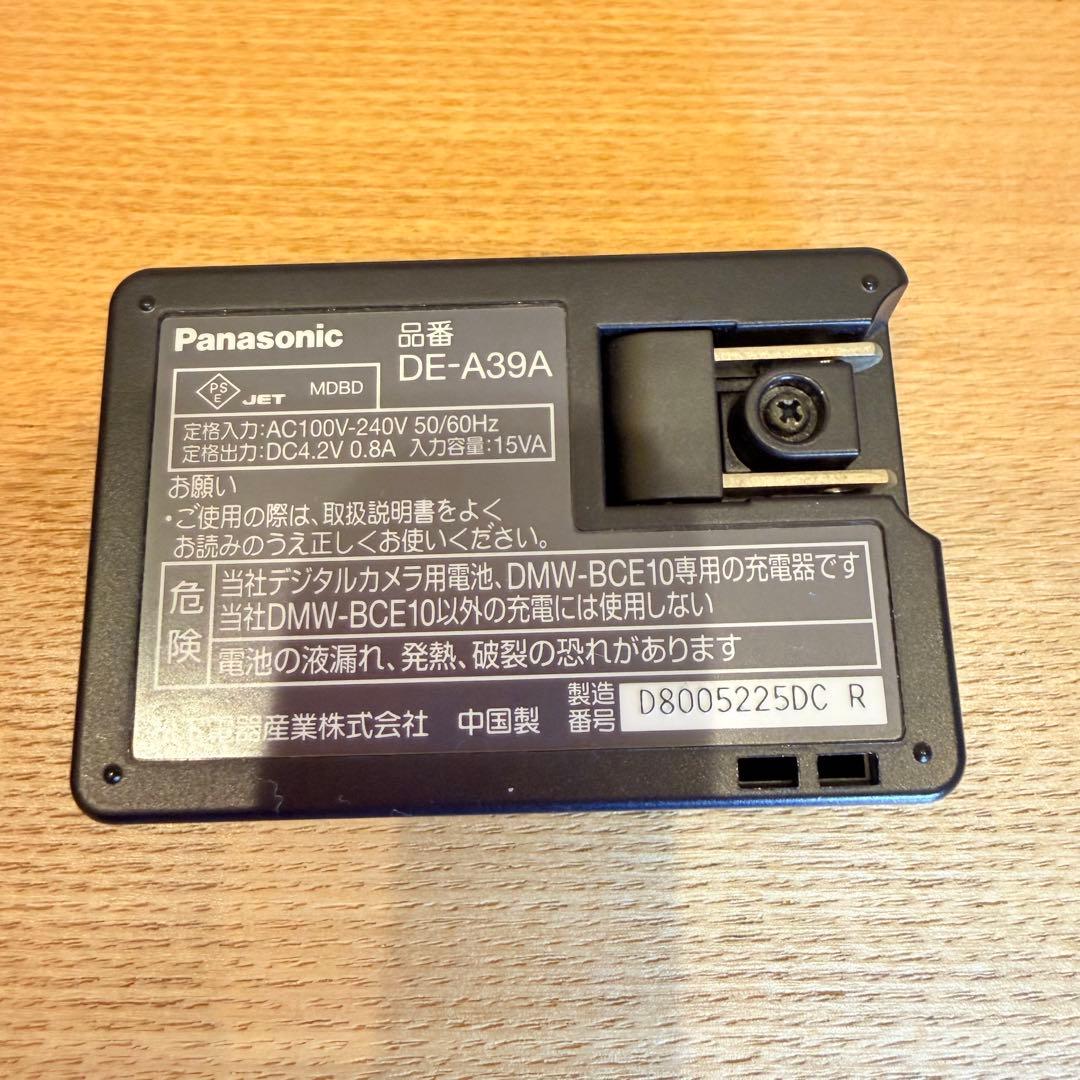 Panasonic
品番
DE-A39A
PSE JET MDBD
定格入力:AC100V-240V 50/60Hz
定格出力:DC4.2V 0.8A 入力容量:15VA
お願い
・ご使用の際は、取扱説明書をよく
お読みのうえ正しくお使いください。
危険
当社デジタルカメラ用電池、DMW-BCE10専用の充電器です
当社DMW-BCE10以外の充電には使用しない
電池の液漏れ、発熱、破裂の恐れがあります
電器産業株式会社 中国製
製造番号 D8005225DC R